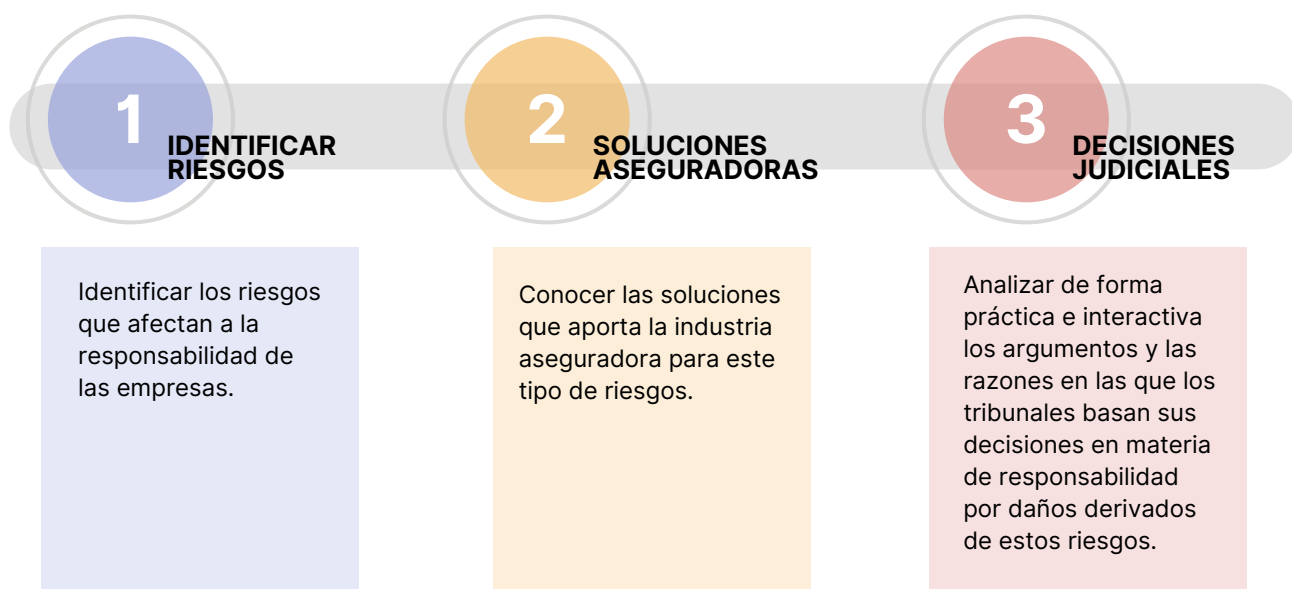 1
IDENTIFICAR
RIESGOS
Identificar los riesgos
que afectan a la
responsabilidad de
las empresas.
2
SOLUCIONES
ASEGURADORAS
Conocer las soluciones
que aporta la industria
aseguradora para este
tipo de riesgos.
3
DECISIONES
JUDICIALES
Analizar de forma
práctica e interactiva
los argumentos y las
razones en las que los
tribunales basan sus
decisiones en materia
de responsabilidad
por daños derivados
de estos riesgos.